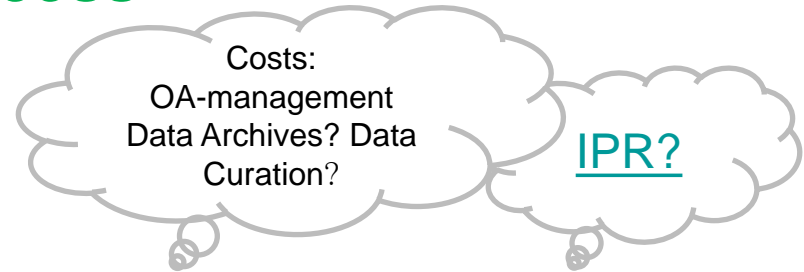 Costs:
OA-management
Data Archives? Data
Curation?
IPR?